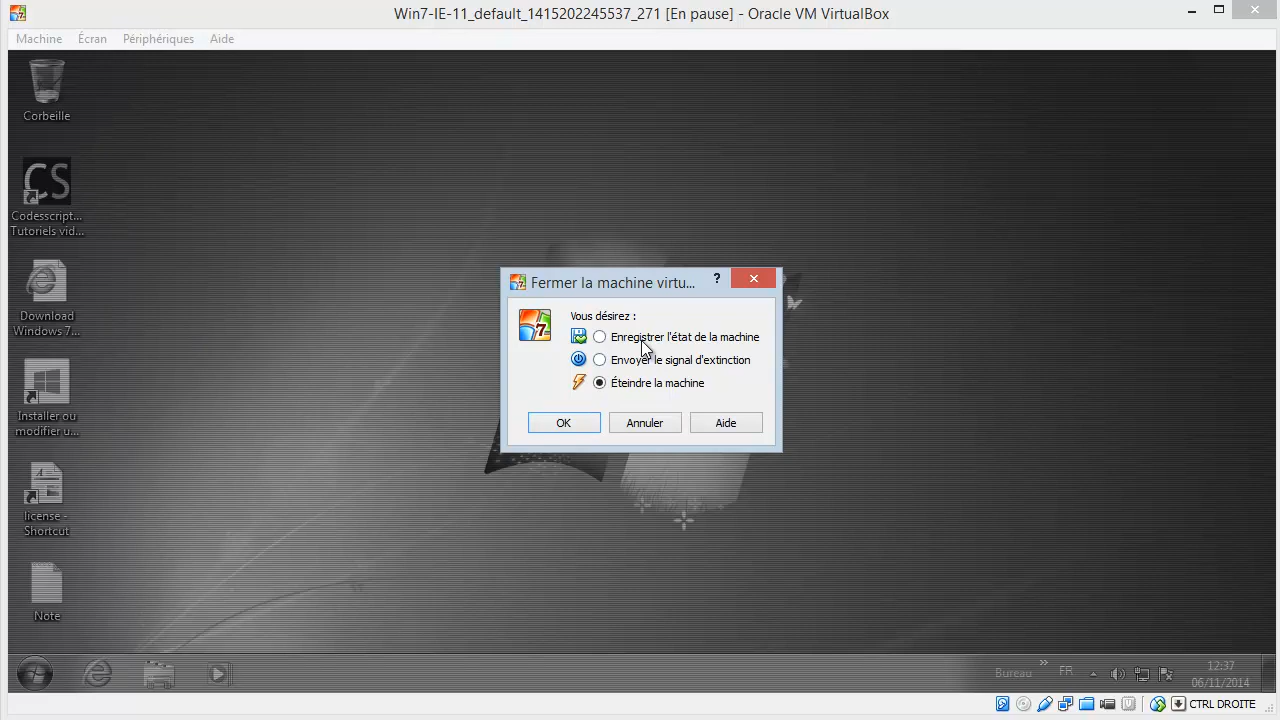 Win7-IE-11_default_1415202245537_271 [En pause] - Oracle VM VirtualBox
Machine Écran Périphériques Aide
Corbeille
CS
Codesscript...
Tutoriels vid...
Download
Windows 7...
Installer ou
modifier u...
license -
Shortcut
Note
Fermer la machine virtu... ?
7
Vous désirez :
Enregistrer l'état de la machine
Envoyer le signal d'extinction
Éteindre la machine
OK Annuler Aide
Bureau » FR 12:37
06/11/2014
CTRL DROITE